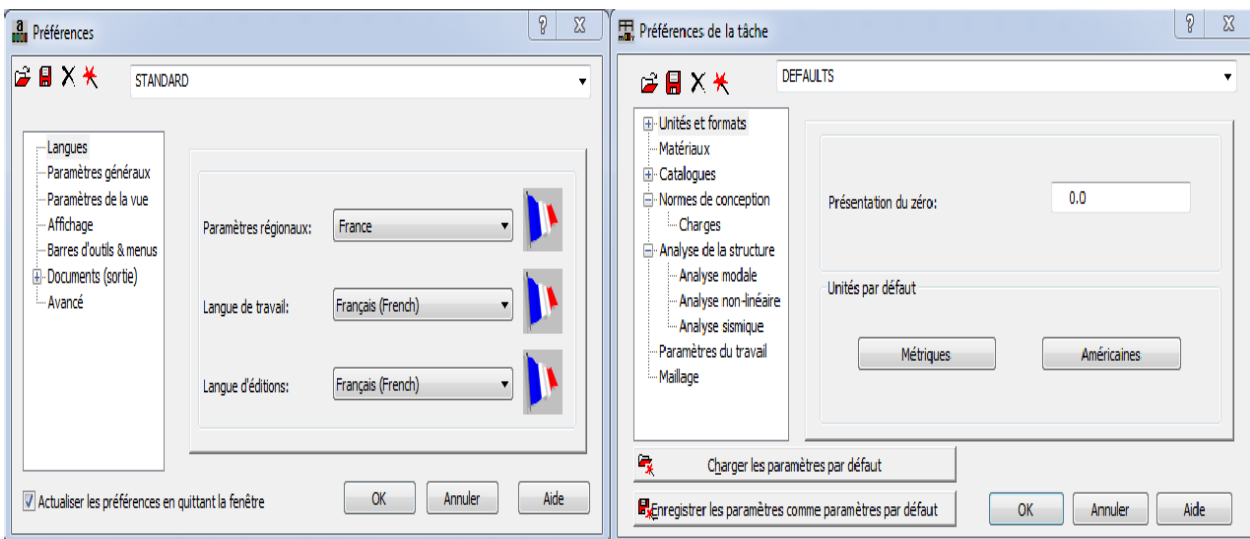 Préférences
STANDARD
Langues
Paramètres généraux
Paramètres de la vue
Affichage
Barres d'outils & menus
Documents (sortie)
Avancé
Paramètres régionaux:
France
Langue de travail:
Français (French)
Langue d'éditions:
Français (French)
Actualiser les préférences en quittant la fenêtre
OK
Annuler
Aide
Préférences de la tâche
DEFAULTS
Unités et formats
Matériaux
Catalogues
Normes de conception
Charges
Analyse de la structure
Analyse modale
Analyse non-linéaire
Analyse sismique
Paramètres du travail
Maillage
Présentation du zéro:
0.0
Unités par défaut
Métriques
Américaines
Charger les paramètres par défaut
Enregistrer les paramètres comme paramètres par défaut
OK
Annuler
Aide